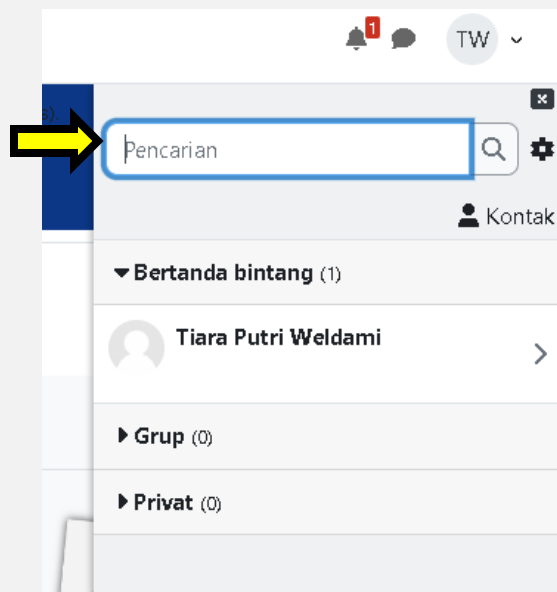 1
TW
s).
Pencarian
Kontak
Bertanda bintang (1)
Tiara Putri Weldami
Grup (0)
Privat (0)